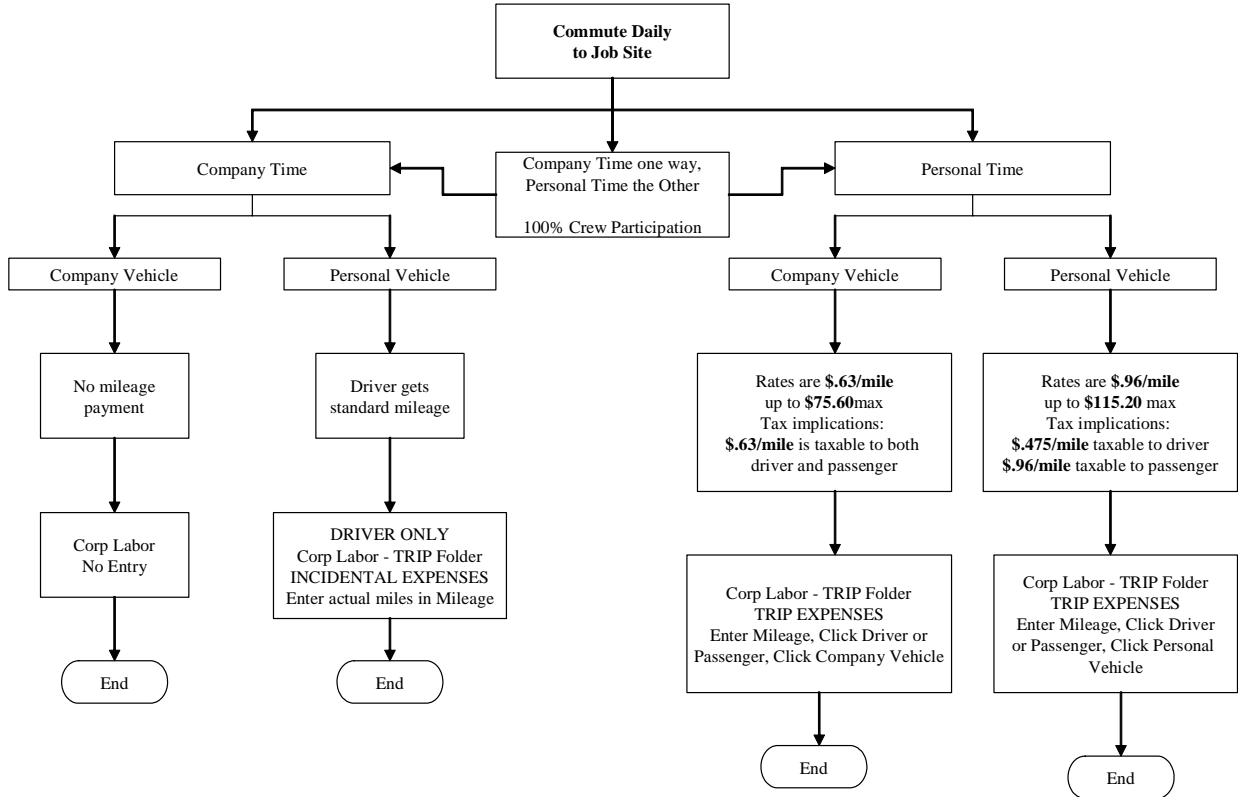 Commute Daily
to Job Site
Company Time
Company Time one way,
Personal Time the Other
100% Crew Participation
Personal Time
Company Vehicle
Personal Vehicle
Company Vehicle
Personal Vehicle
No mileage
payment
Driver gets
standard mileage
Rates are $.63/mile
up to $75.60max
Tax implications:
$.63/mile is taxable to both
driver and passenger
Rates are $.96/mile
up to $115.20 max
Tax implications:
$.475/mile taxable to driver
$.96/mile taxable to passenger
Corp Labor
No Entry
DRIVER ONLY
Corp Labor - TRIP Folder
INCIDENTAL EXPENSES
Enter actual miles in Mileage
Corp Labor - TRIP Folder
TRIP EXPENSES
Enter Mileage, Click Driver or
Passenger, Click Company Vehicle
Corp Labor - TRIP Folder
TRIP EXPENSES
Enter Mileage, Click Driver
or Passenger, Click Personal
Vehicle
End
End
End
End